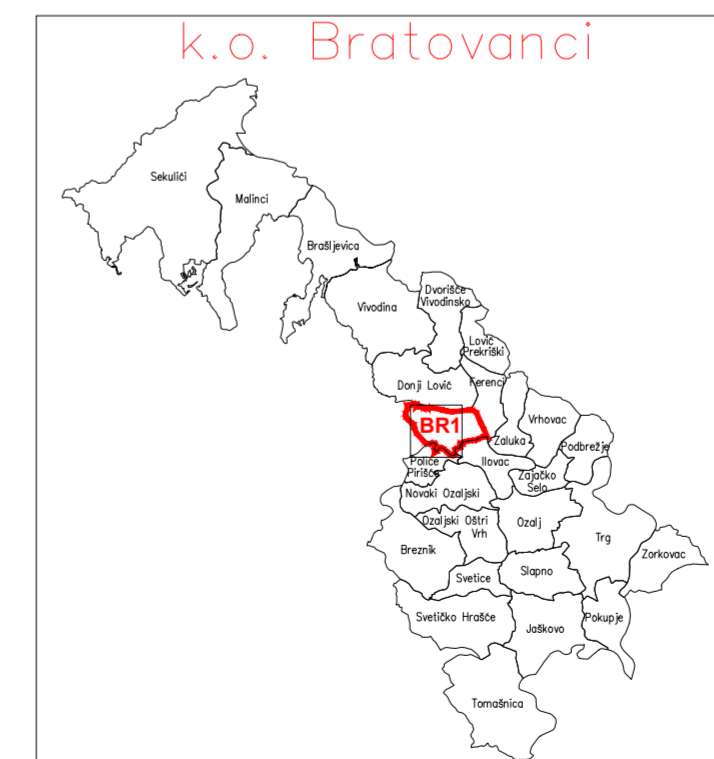 k.o. Bratovanci
Sekulići
Malinci
Brašljevica
Vivodina
Dvorišće
Vivodinsko
Lović
Prekriški
Donji Lović
Ferenci
BR1
Vrhovac
Zaluka
Podbrežje
Police
Pirišće
Ilovac
Zajačko
Selo
Novaki Ozaljski
Ozaljski Oštri
Vrh
Ozalj
Trg
Breznik
Zorkovac
Svetice
Slapno
Svetičko Hrašće
Jaškovo
Pokupje
Tomašnica